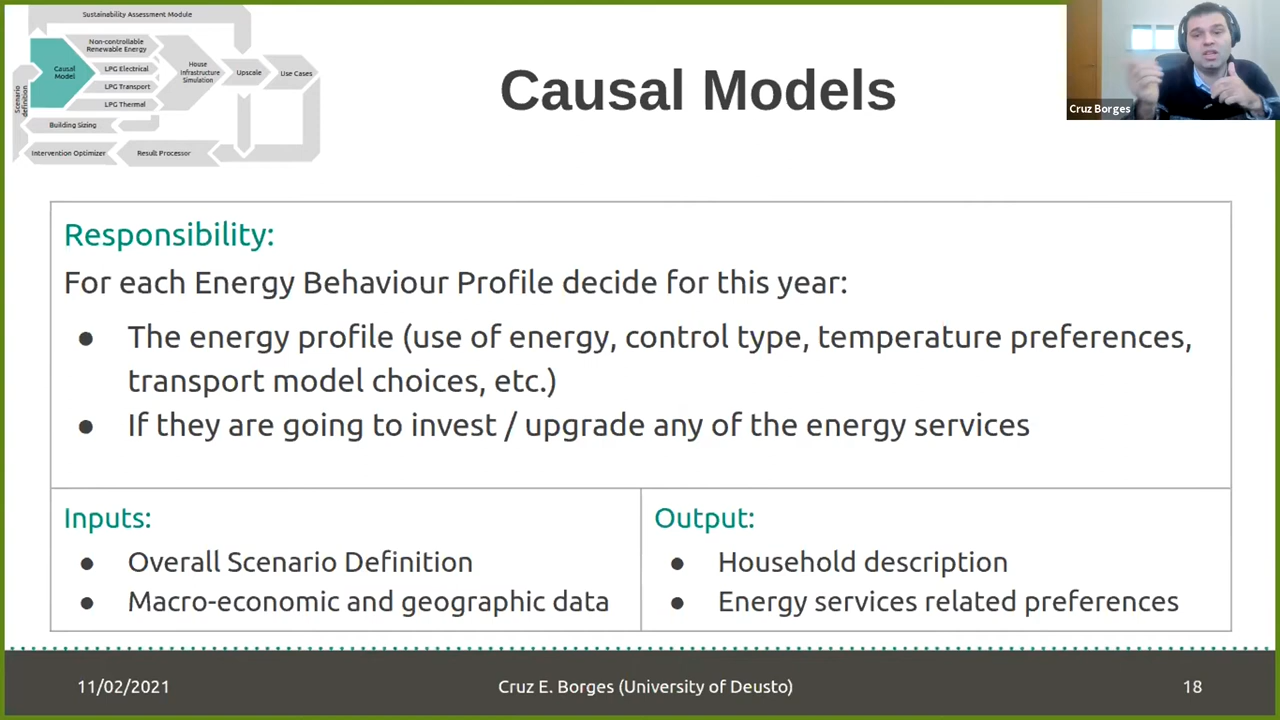 Sustainability Assessment Module
Non-controllable
Renewable Energy
Causal
Model
LPG Electrical
LPG Transport
LPG Thermal
House
Infrastructure
Simulation
Upscale
Use Cases
Scenario
definition
Building Sizing
Intervention Optimizer
Result Processor
Causal Models
Cruz Borges
Responsibility:
For each Energy Behaviour Profile decide for this year:
● The energy profile (use of energy, control type, temperature preferences,
transport model choices, etc.)
● If they are going to invest / upgrade any of the energy services
Inputs:
● Overall Scenario Definition
● Macro-economic and geographic data
Output:
● Household description
● Energy services related preferences
11/02/2021
Cruz E. Borges (University of Deusto)
18